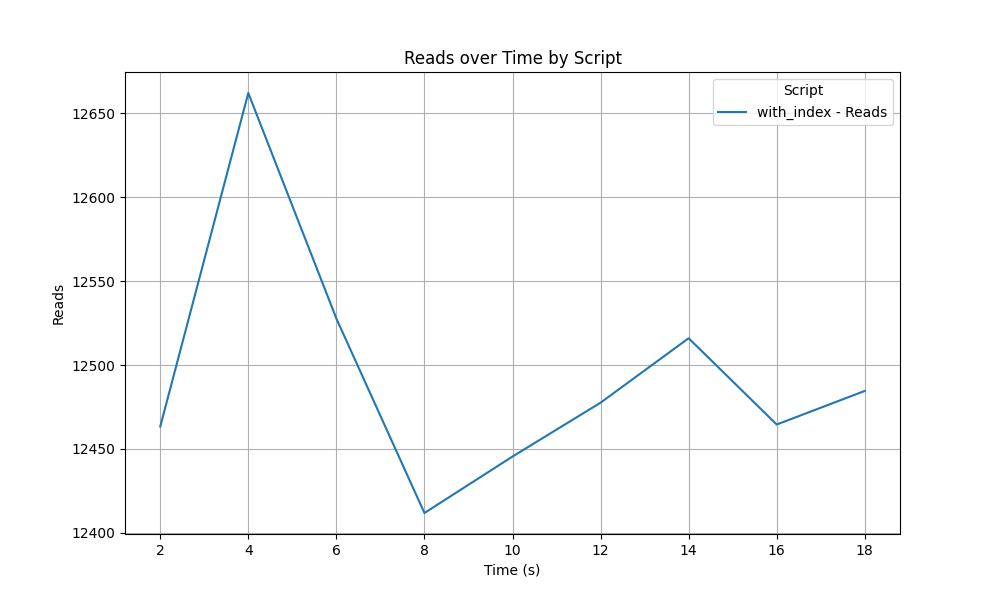 Reads over Time by Script
Script
with_index - Reads
Reads
12650
12600
12550
12500
12450
12400
2 4 6 8 10 12 14 16 18
Time (s)